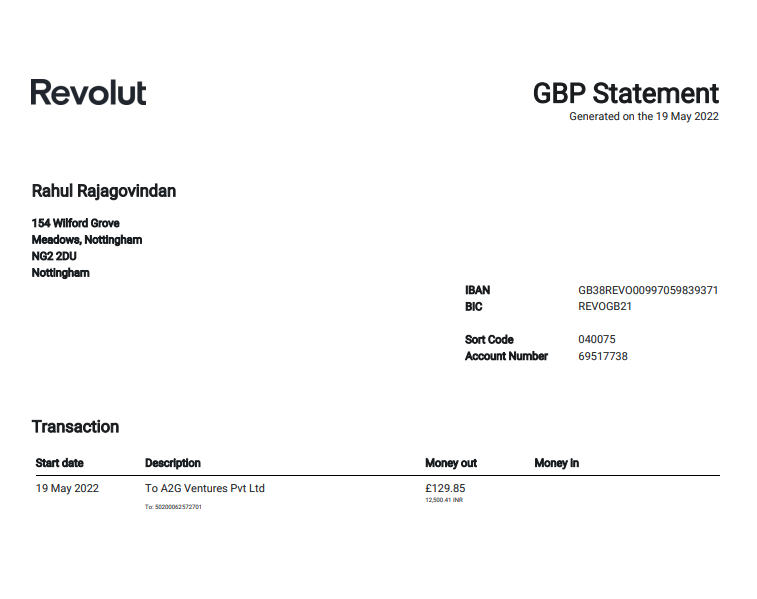 Revolut
GBP Statement
Generated on the 19 May 2022
Rahul Rajagovindan
154 Wilford Grove
Meadows, Nottingham
NG2 2DU
Nottingham
IBAN GB38REVO00997059839371
BIC REVOGB21
Sort Code 040075
Account Number 69517738
Transaction
Start date Description Money out Money in
19 May 2022 To A2G Ventures Pvt Ltd £129.85
12,500.41 INR
To: 50200062572701